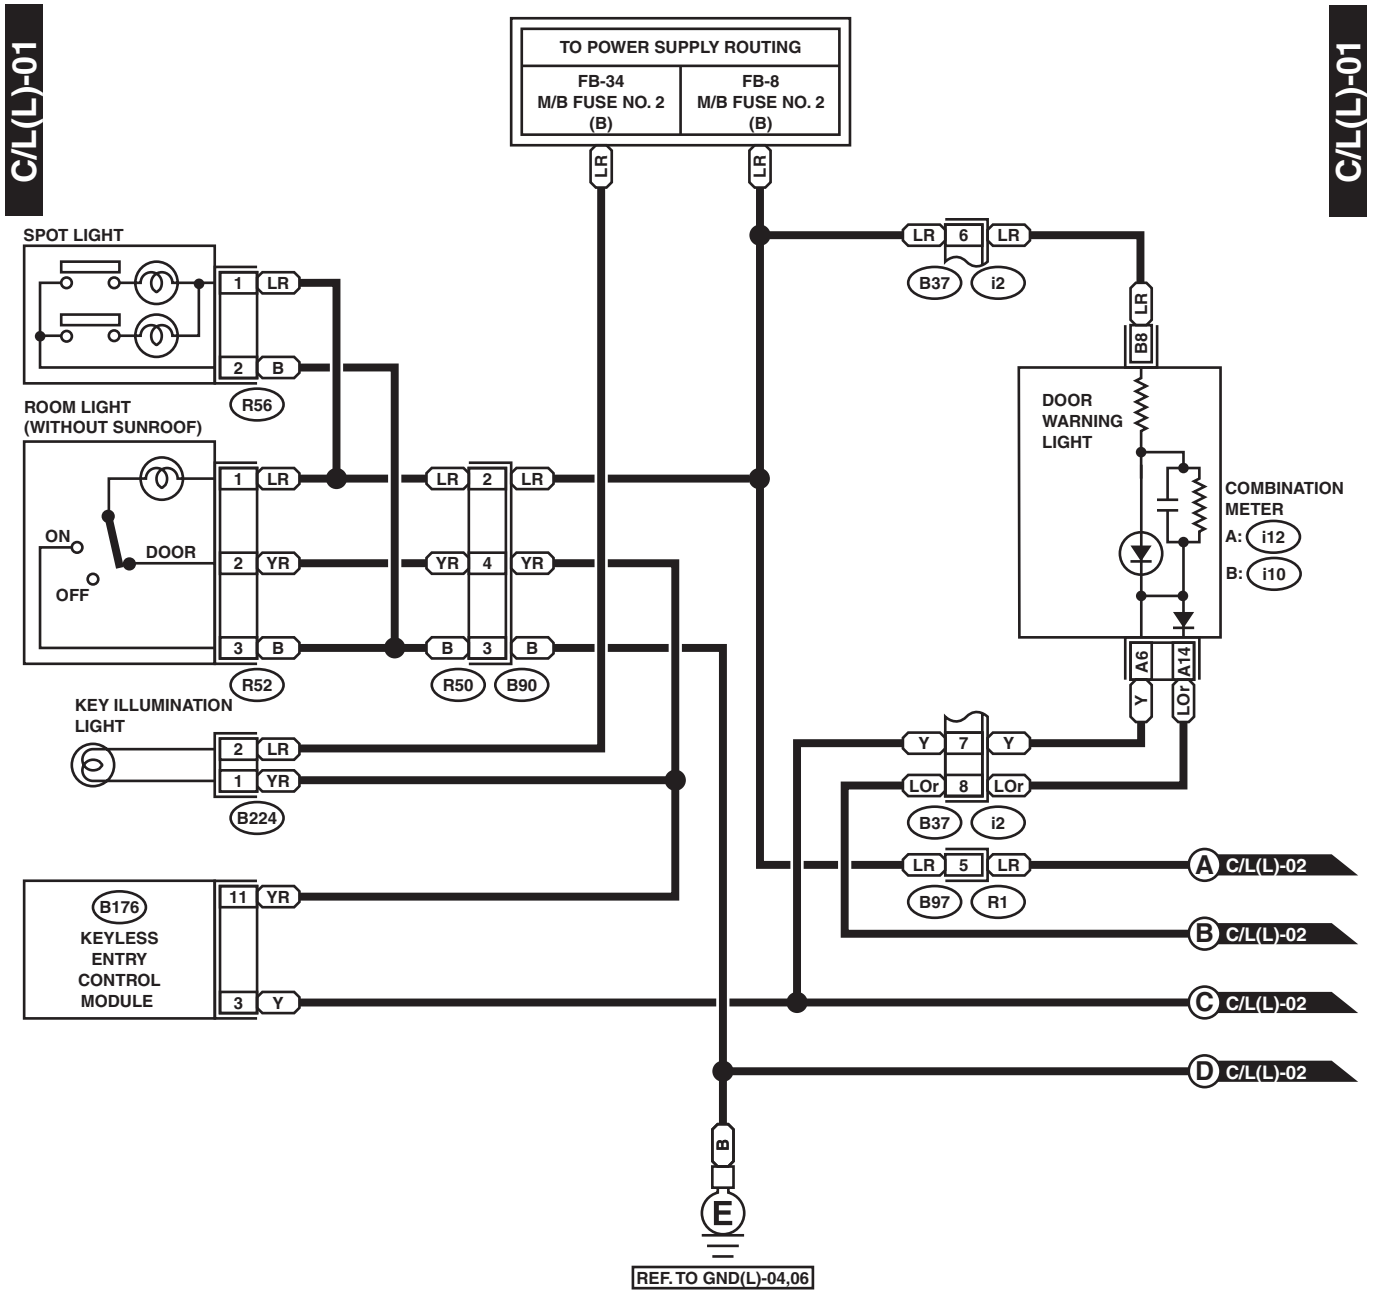 C/L(L)-01
C/L(L)-01
TO POWER SUPPLY ROUTING
FB-34
M/B FUSE NO. 2
(B)
FB-8
M/B FUSE NO. 2
(B)
LR
LR
SPOT LIGHT
1 LR
2 B
R56
LR 6 LR
B37 i2
LR
B8
ROOM LIGHT
(WITHOUT SUNROOF)
ON
OFF
DOOR
1 LR
2 YR
3 B
R52
LR 2 LR
YR 4 YR
B 3 B
R50 B90
DOOR
WARNING
LIGHT
COMBINATION
METER
A: i12
B: i10
A6
A14
Y
LOr
KEY ILLUMINATION
LIGHT
2 LR
1 YR
B224
Y 7 Y
LOr 8 LOr
B37 i2
LR 5 LR
B97 R1
A C/L(L)-02
B176
KEYLESS
ENTRY
CONTROL
MODULE
11 YR
3 Y
B C/L(L)-02
C C/L(L)-02
D C/L(L)-02
B
E
REF. TO GND(L)-04,06